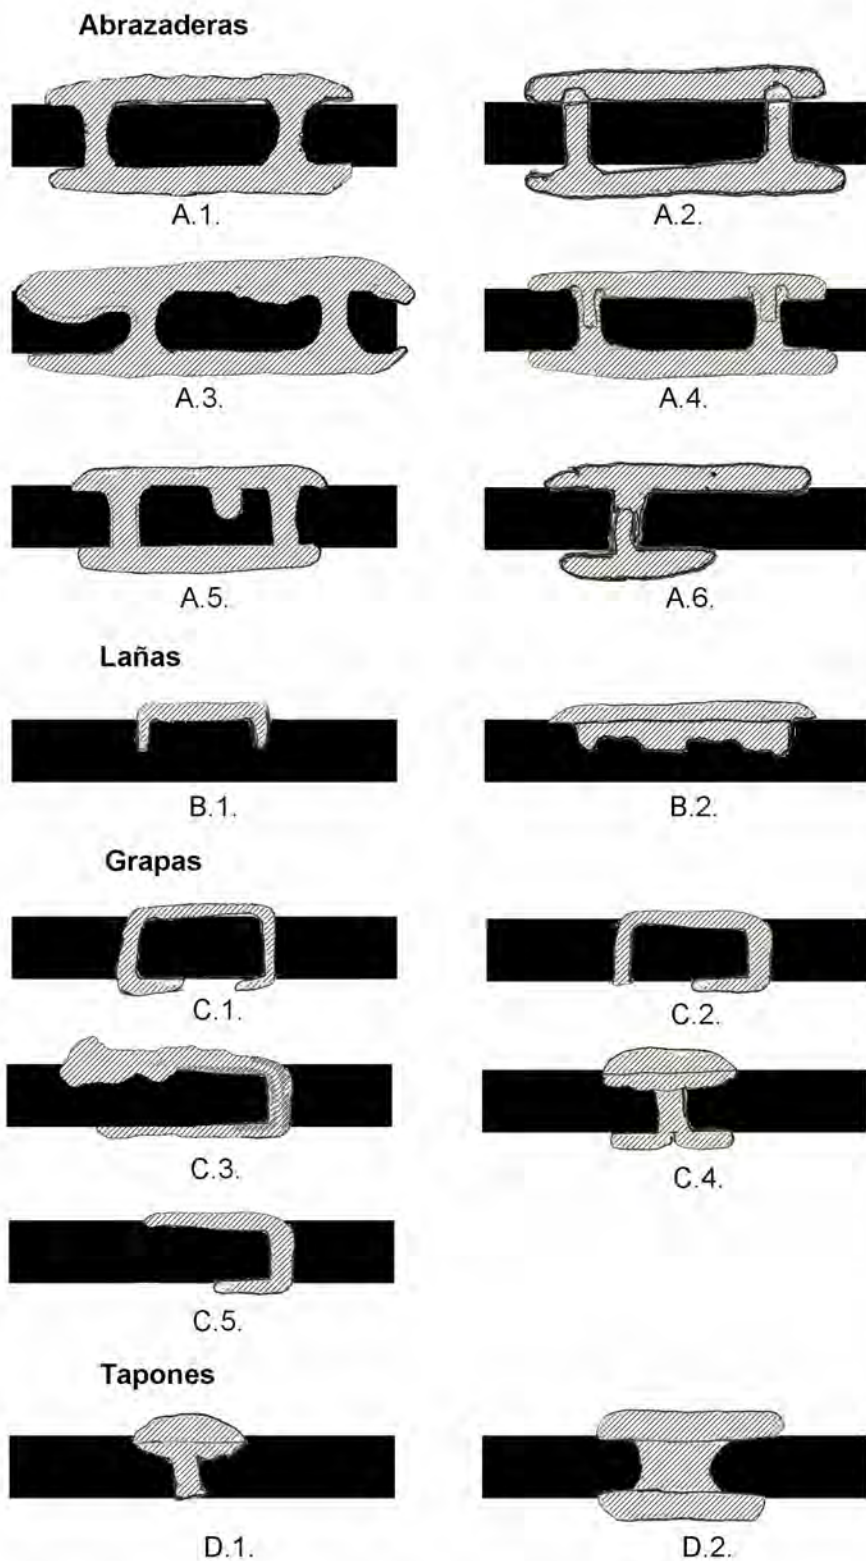 Abrazaderas
A.1. A.2.
A.3. A.4.
A.5. A.6.
Lañas
B.1. B.2.
Grapas
C.1. C.2.
C.3. C.4.
C.5.
Tapones
D.1. D.2.